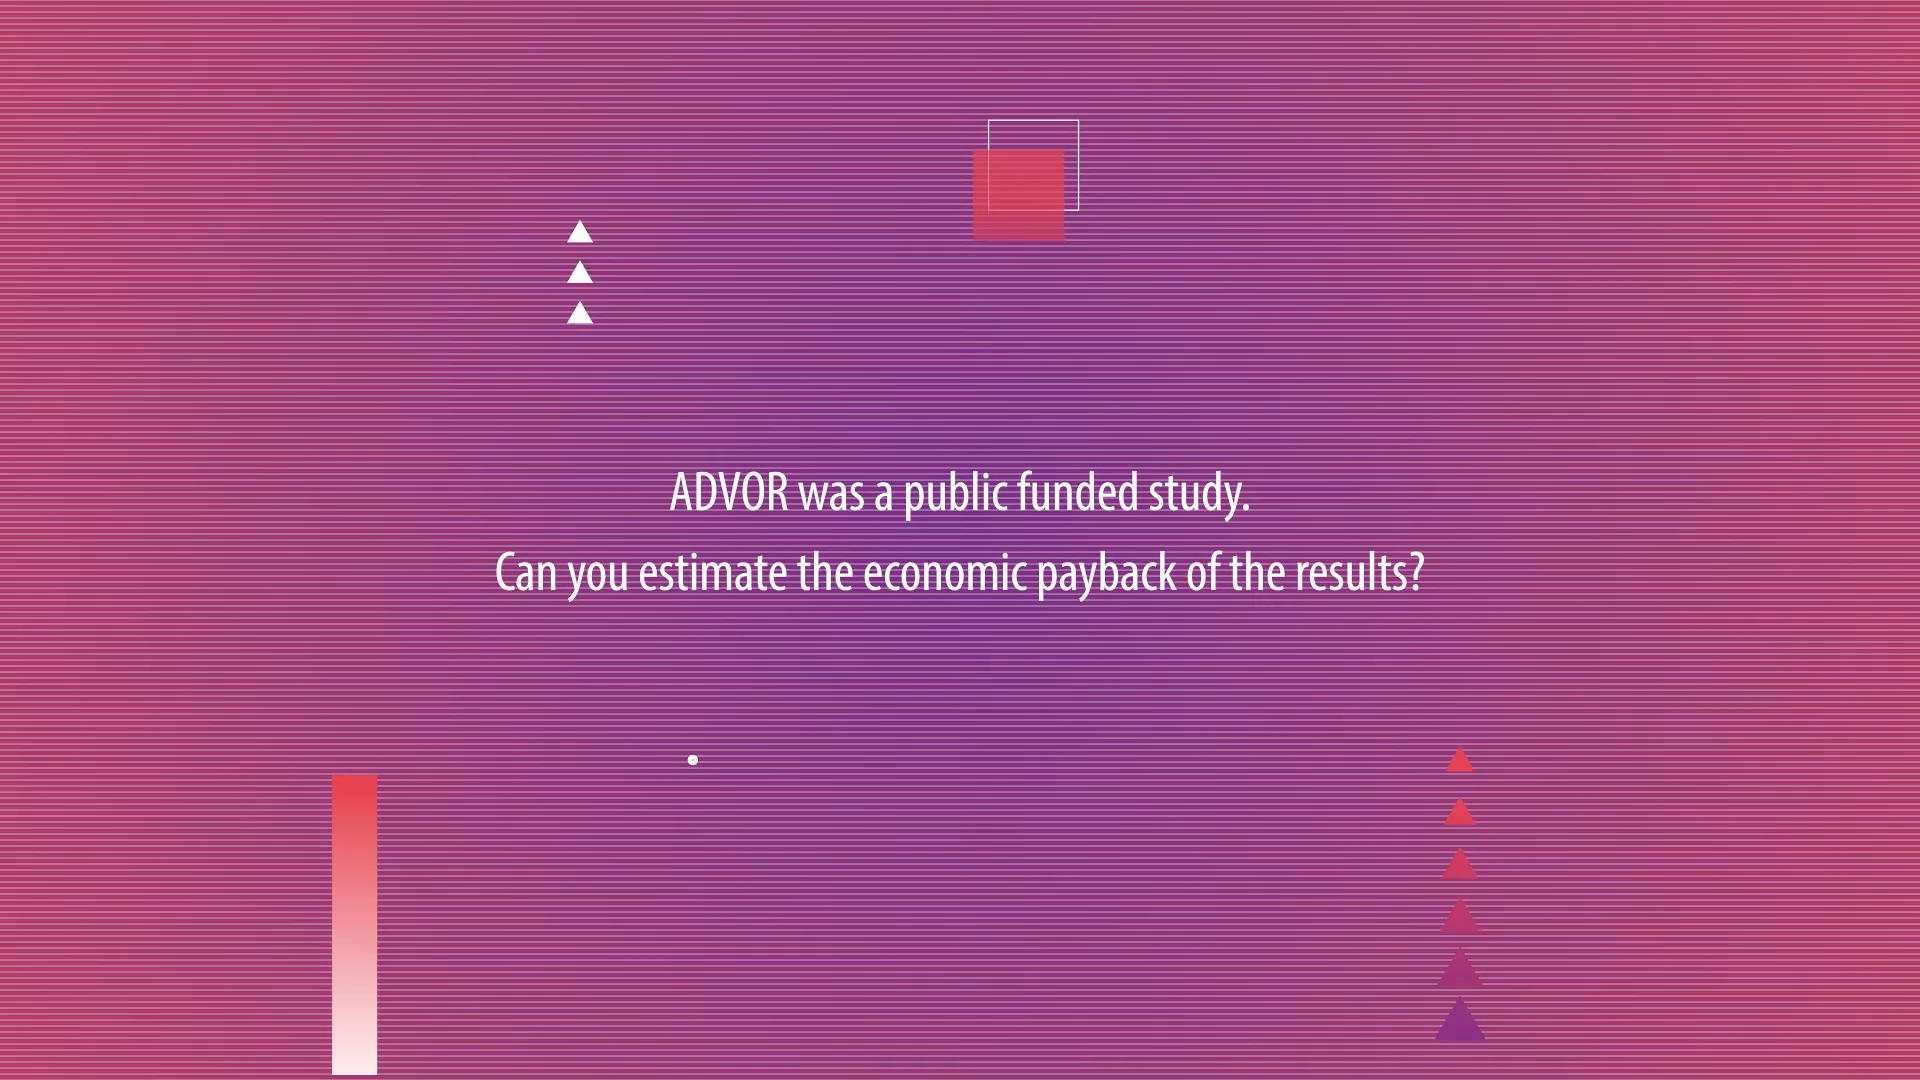 ADVOR was a public funded study.
Can you estimate the economic payback of the results?